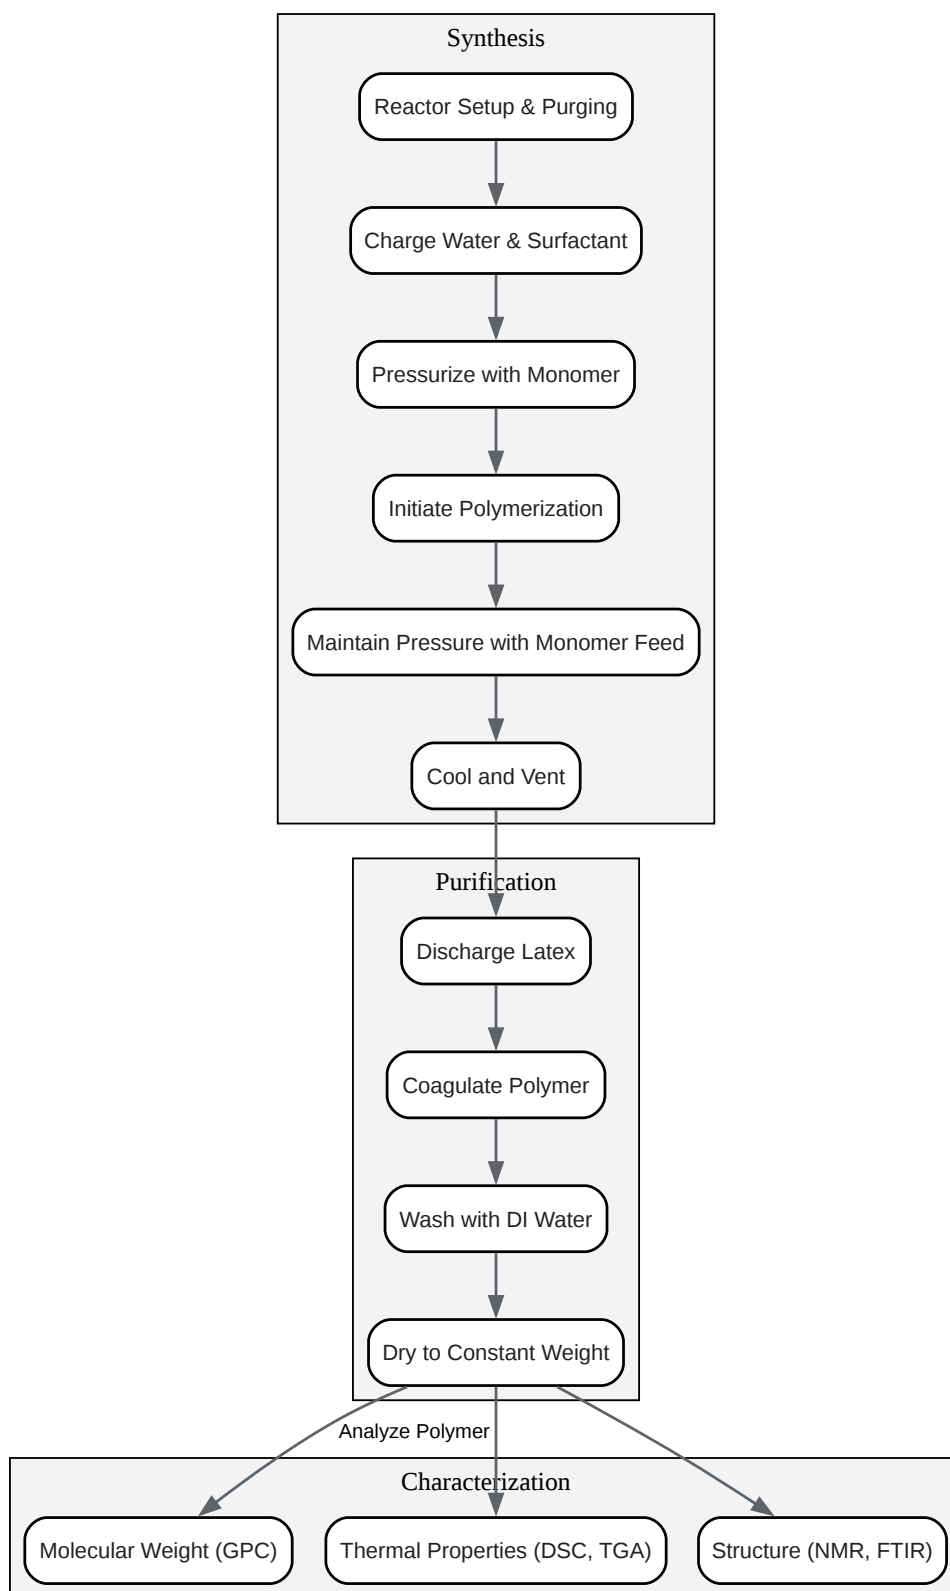 Synthesis
Reactor Setup & Purging
Charge Water & Surfactant
Pressurize with Monomer
Initiate Polymerization
Maintain Pressure with Monomer Feed
Cool and Vent
Purification
Discharge Latex
Coagulate Polymer
Wash with DI Water
Dry to Constant Weight
Analyze Polymer
Characterization
Molecular Weight (GPC)
Thermal Properties (DSC, TGA)
Structure (NMR, FTIR)